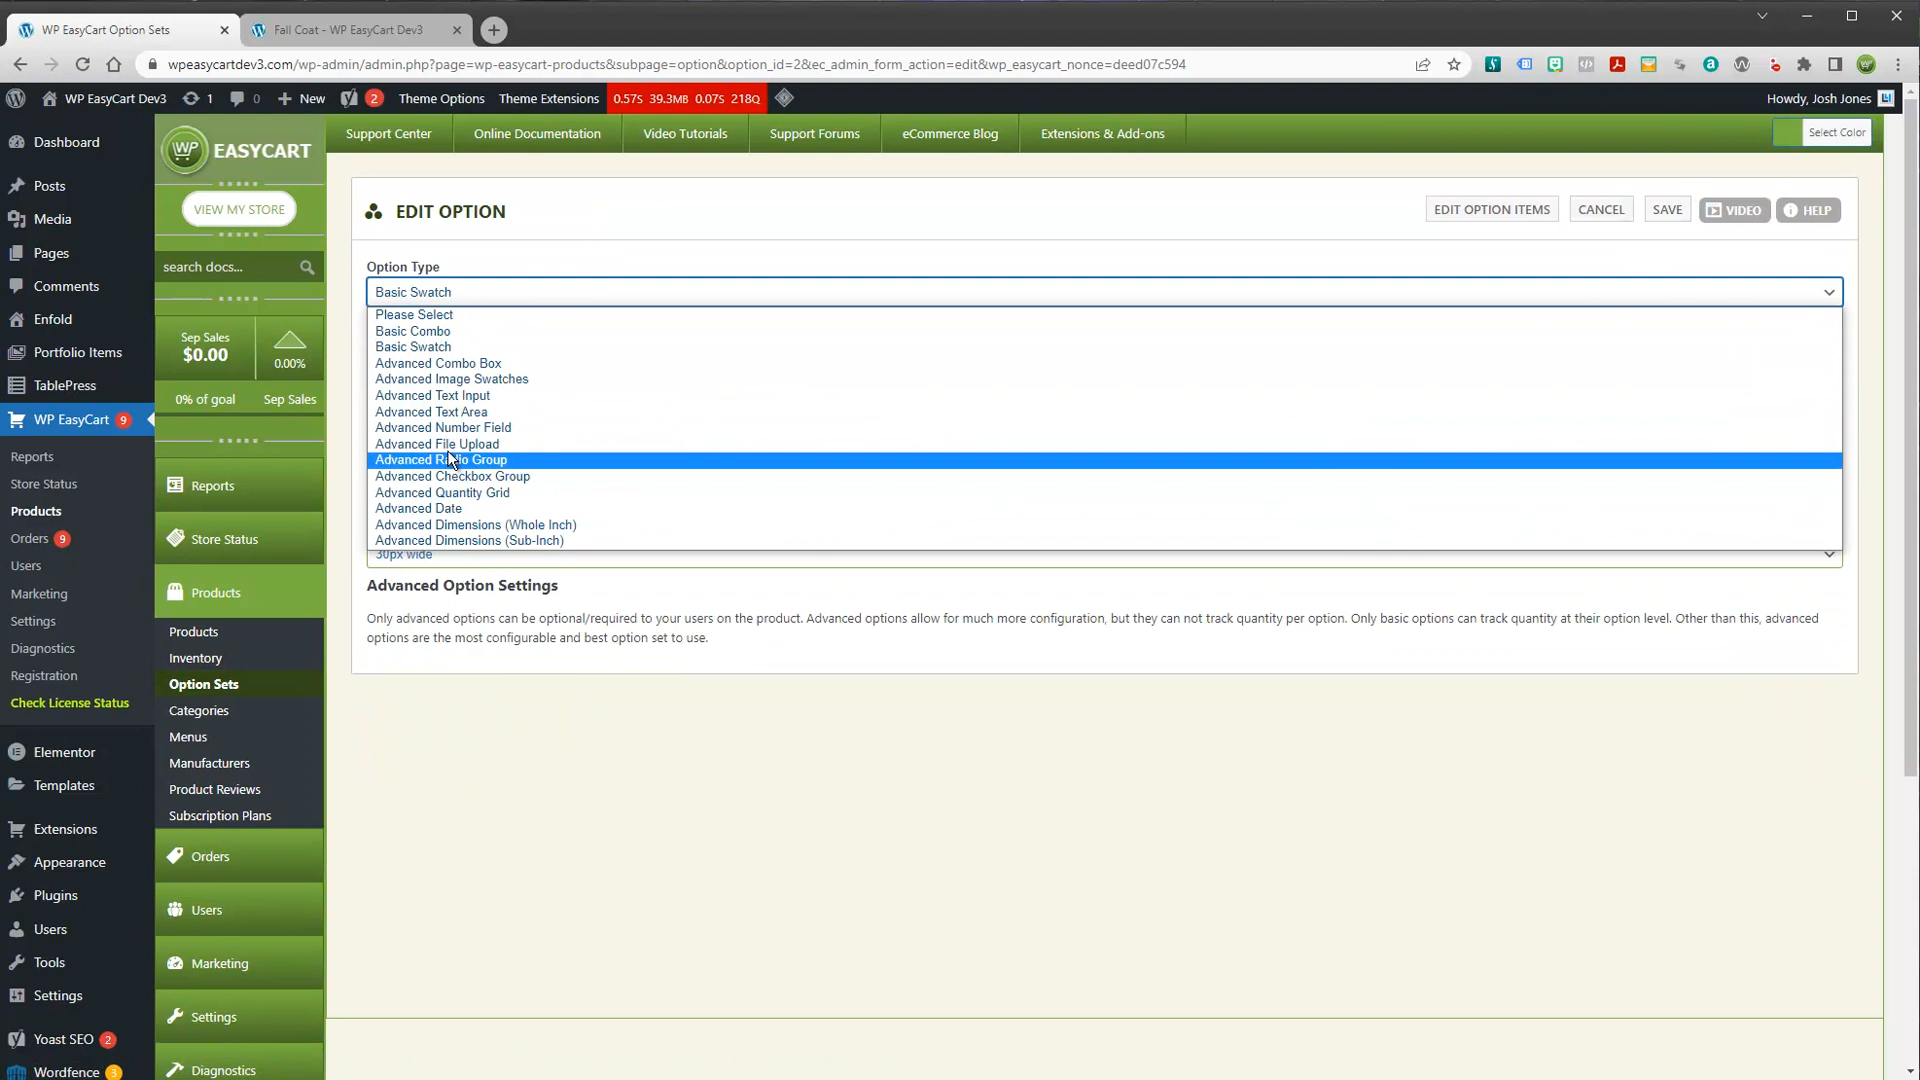 WP EasyCart Option Sets
Fall Coat - WP EasyCart Dev3
wpeasycartdev3.com/wp-admin/admin.php?page=wp-easycart-products&subpage=option&option_id=2&ec_admin_form_action=edit&wp_easycart_nonce=deed07c594
WP EasyCart Dev3
1
0
New
2
Theme Options
Theme Extensions
0.57S 39.3MB 0.07S 218Q
Howdy, Josh Jones
Dashboard
Posts
Media
Pages
Comments
Enfold
Portfolio Items
TablePress
WP EasyCart 9
Reports
Store Status
Products
Orders 9
Users
Marketing
Settings
Diagnostics
Registration
Check License Status
Elementor
Templates
Extensions
Appearance
Plugins
Users
Tools
Settings
Yoast SEO 2
Wordfence 3
WP EASYCART
VIEW MY STORE
search docs...
Sep Sales
$0.00
0.00%
0% of goal
Sep Sales
Reports
Store Status
Products
Products
Inventory
Option Sets
Categories
Menus
Manufacturers
Product Reviews
Subscription Plans
Orders
Users
Marketing
Settings
Diagnostics
Support Center
Online Documentation
Video Tutorials
Support Forums
eCommerce Blog
Extensions & Add-ons
Select Color
EDIT OPTION
EDIT OPTION ITEMS
CANCEL
SAVE
VIDEO
HELP
Option Type
Basic Swatch
Please Select
Basic Combo
Basic Swatch
Advanced Combo Box
Advanced Image Swatches
Advanced Text Input
Advanced Text Area
Advanced Number Field
Advanced File Upload
Advanced Radio Group
Advanced Checkbox Group
Advanced Quantity Grid
Advanced Date
Advanced Dimensions (Whole Inch)
Advanced Dimensions (Sub-Inch)
30px wide
Advanced Option Settings
Only advanced options can be optional/required to your users on the product. Advanced options allow for much more configuration, but they can not track quantity per option. Only basic options can track quantity at their option level. Other than this, advanced
options are the most configurable and best option set to use.